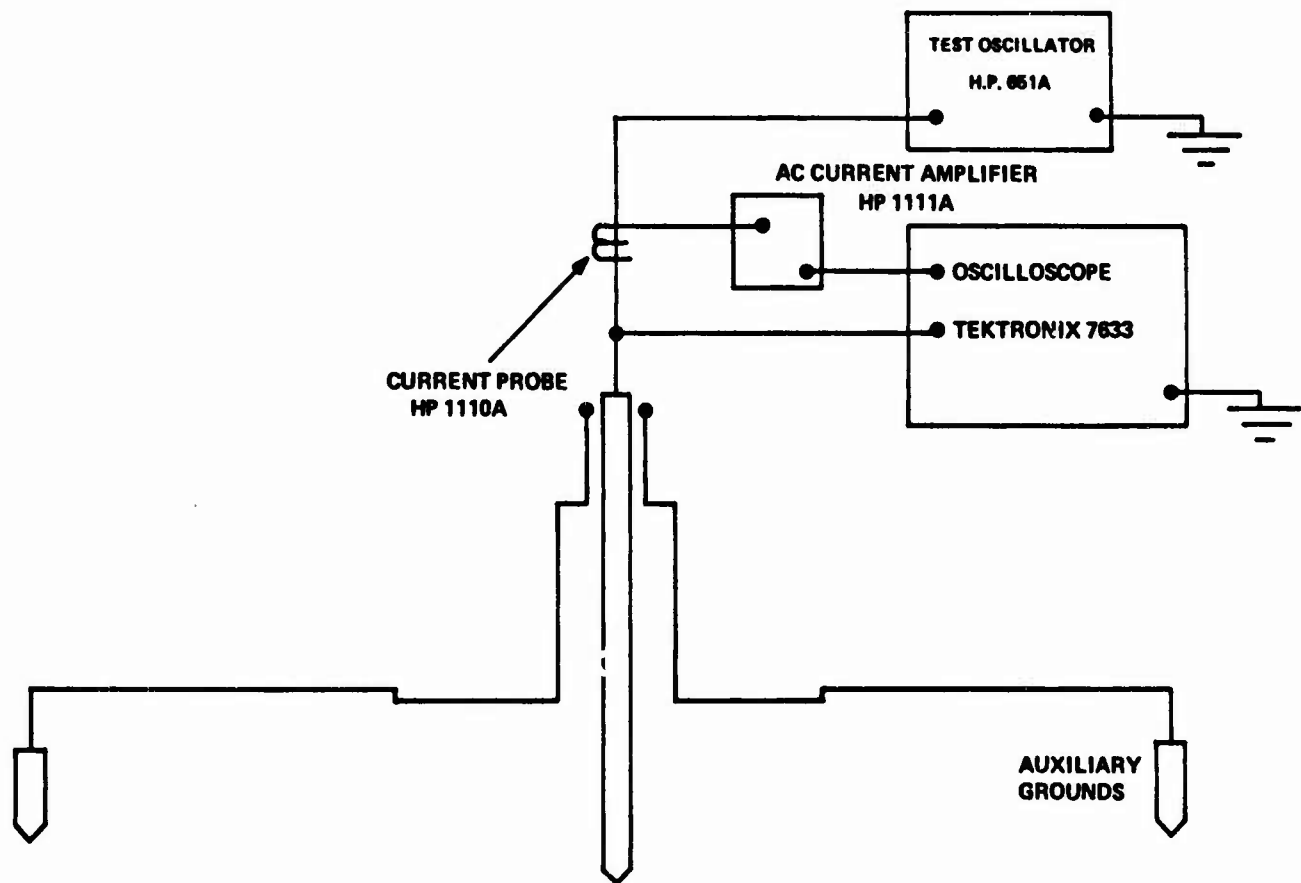 TEST OSCILLATOR
H.P. 651A
AC CURRENT AMPLIFIER
HP 1111A
OSCILLOSCOPE
TEKTRONIX 7633
CURRENT PROBE
HP 1110A
AUXILIARY
GROUNDS